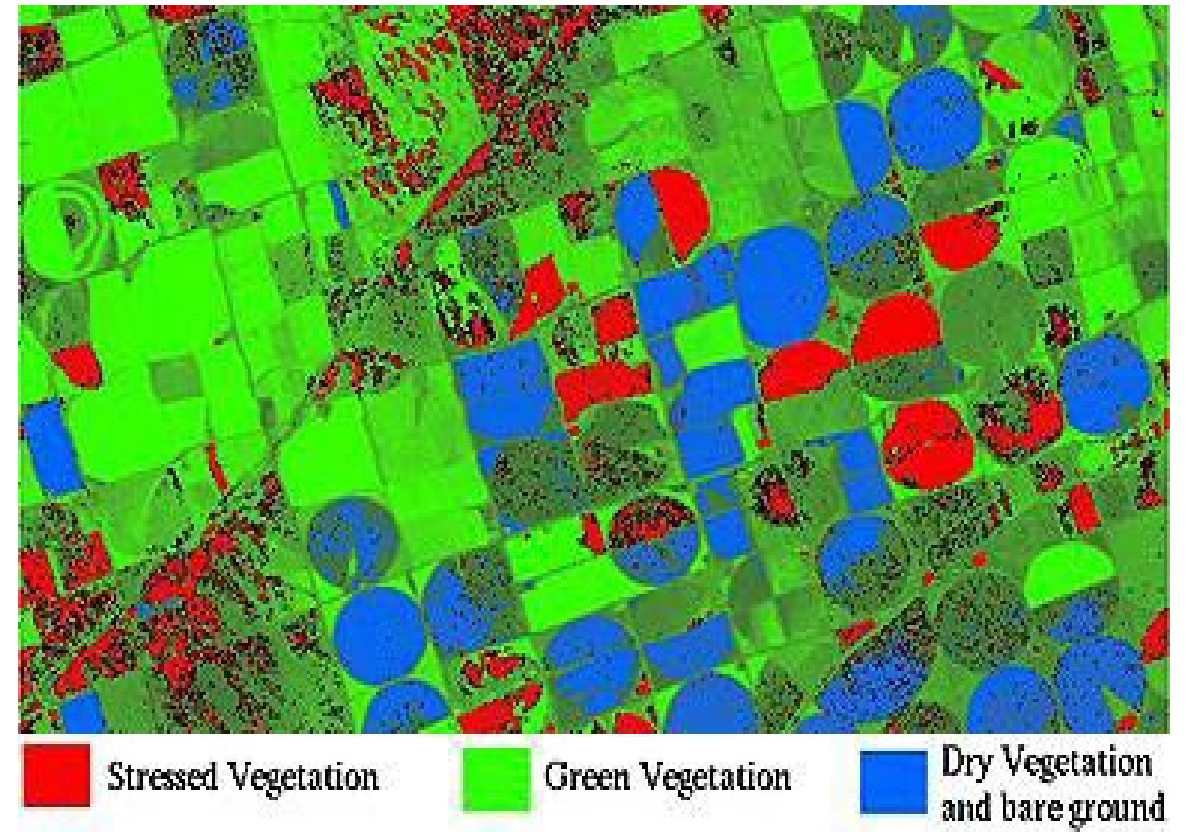 Stressed Vegetation
Green Vegetation
Dry Vegetation
and bare ground